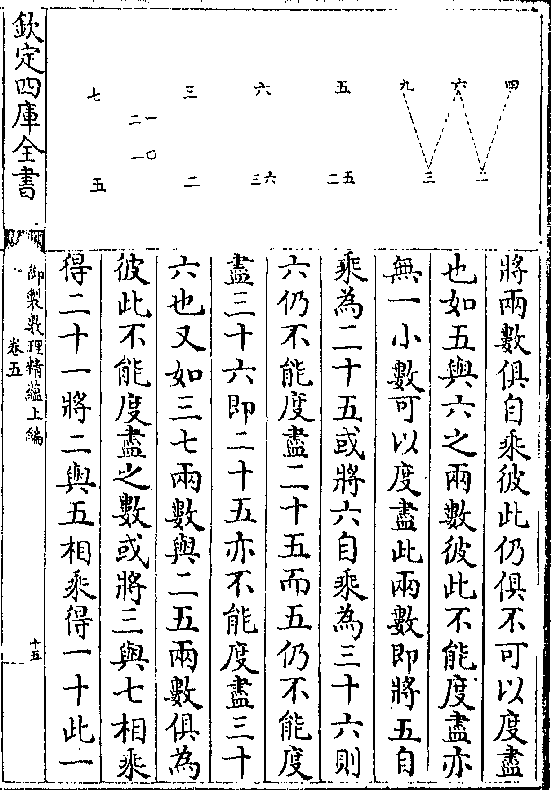 四 六 九 五 六 三 七
二 三 二五 三六 二 五
二一
一〇
將兩數俱自乘彼此仍俱不可以度盡
也如五與六之兩數彼此不能度盡亦
無一小數可以度盡此兩數即將五自
乘為二十五或將六自乘為三十六則
六仍不能度盡二十五而五仍不能度
盡三十六即二十五亦不能度盡三十
六也又如三七兩數與二五兩數俱為
彼此不能度盡之數或將三與七相乘
得二十一將二與五相乘得一十此一
欽定四庫全書
御製數理精蘊上編
卷五
十五